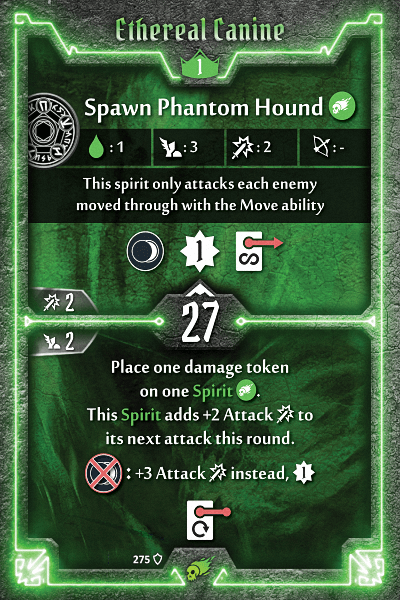 Ethereal Canine
1
Spawn Phantom Hound
: 1 : 3 : 2 : -
This spirit only attacks each enemy
moved through with the Move ability
1
2
27
2
Place one damage token
on one Spirit .
This Spirit adds +2 Attack to
its next attack this round.
: +3 Attack instead, 1
275